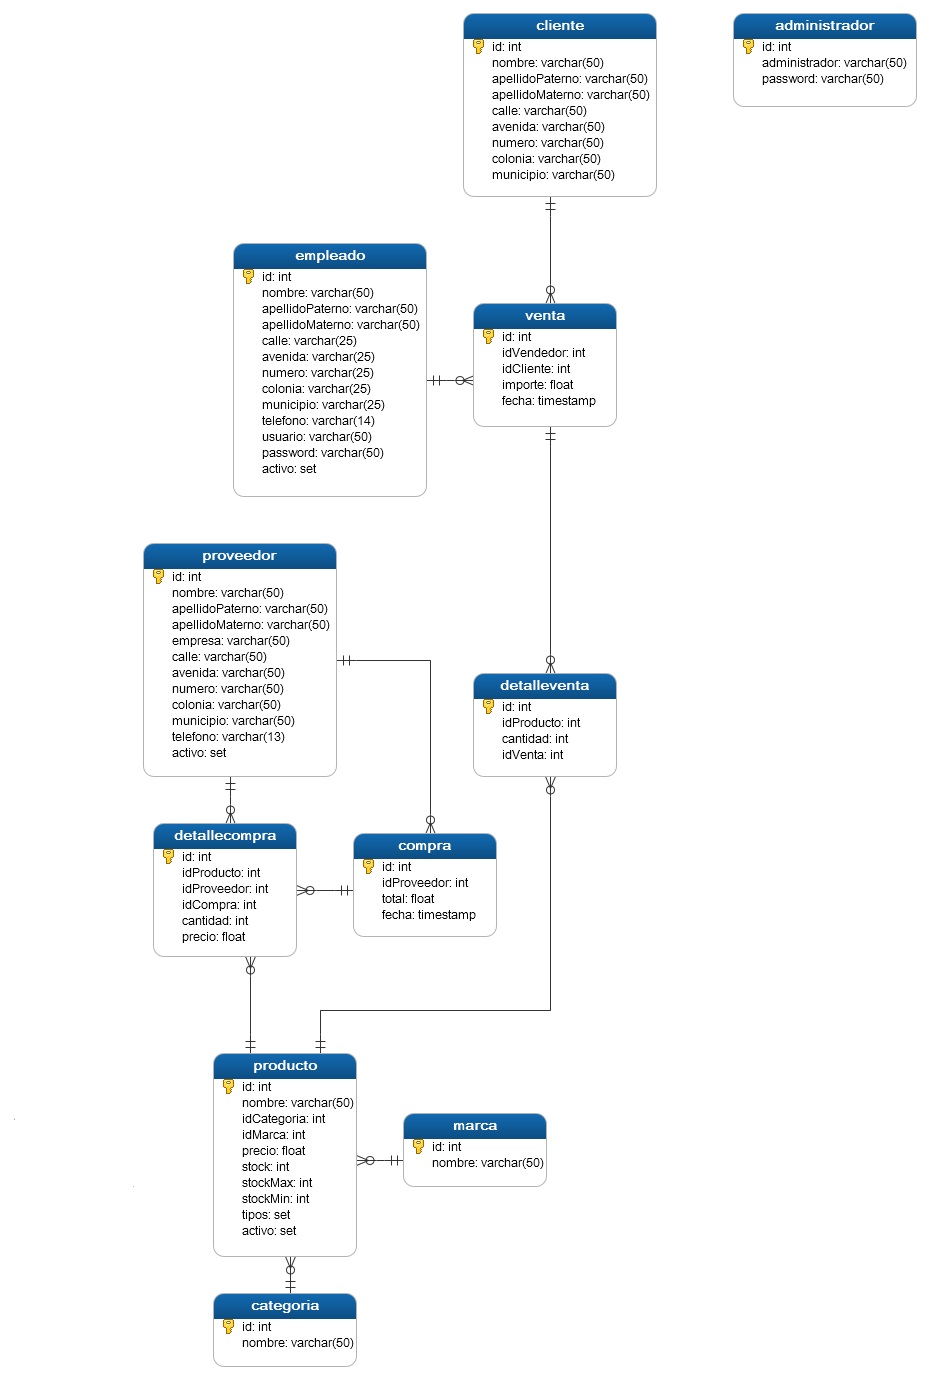 cliente
id: int
nombre: varchar(50)
apellidoPaterno: varchar(50)
apellidoMaterno: varchar(50)
calle: varchar(50)
avenida: varchar(50)
numero: varchar(50)
colonia: varchar(50)
municipio: varchar(50)
administrador
id: int
administrador: varchar(50)
password: varchar(50)
empleado
id: int
nombre: varchar(50)
apellidoPaterno: varchar(50)
apellidoMaterno: varchar(50)
calle: varchar(25)
avenida: varchar(25)
numero: varchar(25)
colonia: varchar(25)
municipio: varchar(25)
telefono: varchar(14)
usuario: varchar(50)
password: varchar(50)
activo: set
venta
id: int
idVendedor: int
idCliente: int
importe: float
fecha: timestamp
proveedor
id: int
nombre: varchar(50)
apellidoPaterno: varchar(50)
apellidoMaterno: varchar(50)
empresa: varchar(50)
calle: varchar(50)
avenida: varchar(50)
numero: varchar(50)
colonia: varchar(50)
municipio: varchar(50)
telefono: varchar(13)
activo: set
detalleventa
id: int
idProducto: int
cantidad: int
idVenta: int
detallecompra
id: int
idProducto: int
idProveedor: int
idCompra: int
cantidad: int
precio: float
compra
id: int
idProveedor: int
total: float
fecha: timestamp
producto
id: int
nombre: varchar(50)
idCategoria: int
idMarca: int
precio: float
stock: int
stockMax: int
stockMin: int
tipos: set
activo: set
marca
id: int
nombre: varchar(50)
categoria
id: int
nombre: varchar(50)